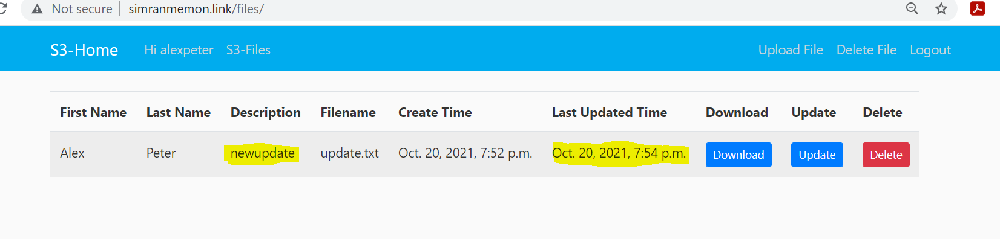 Not secure | simranmemon.link/files/
S3-Home Hi alexpeter S3-Files Upload File Delete File Logout
First Name Last Name Description Filename Create Time Last Updated Time Download Update Delete
Alex Peter newupdate update.txt Oct. 20, 2021, 7:52 p.m. Oct. 20, 2021, 7:54 p.m. Download Update Delete